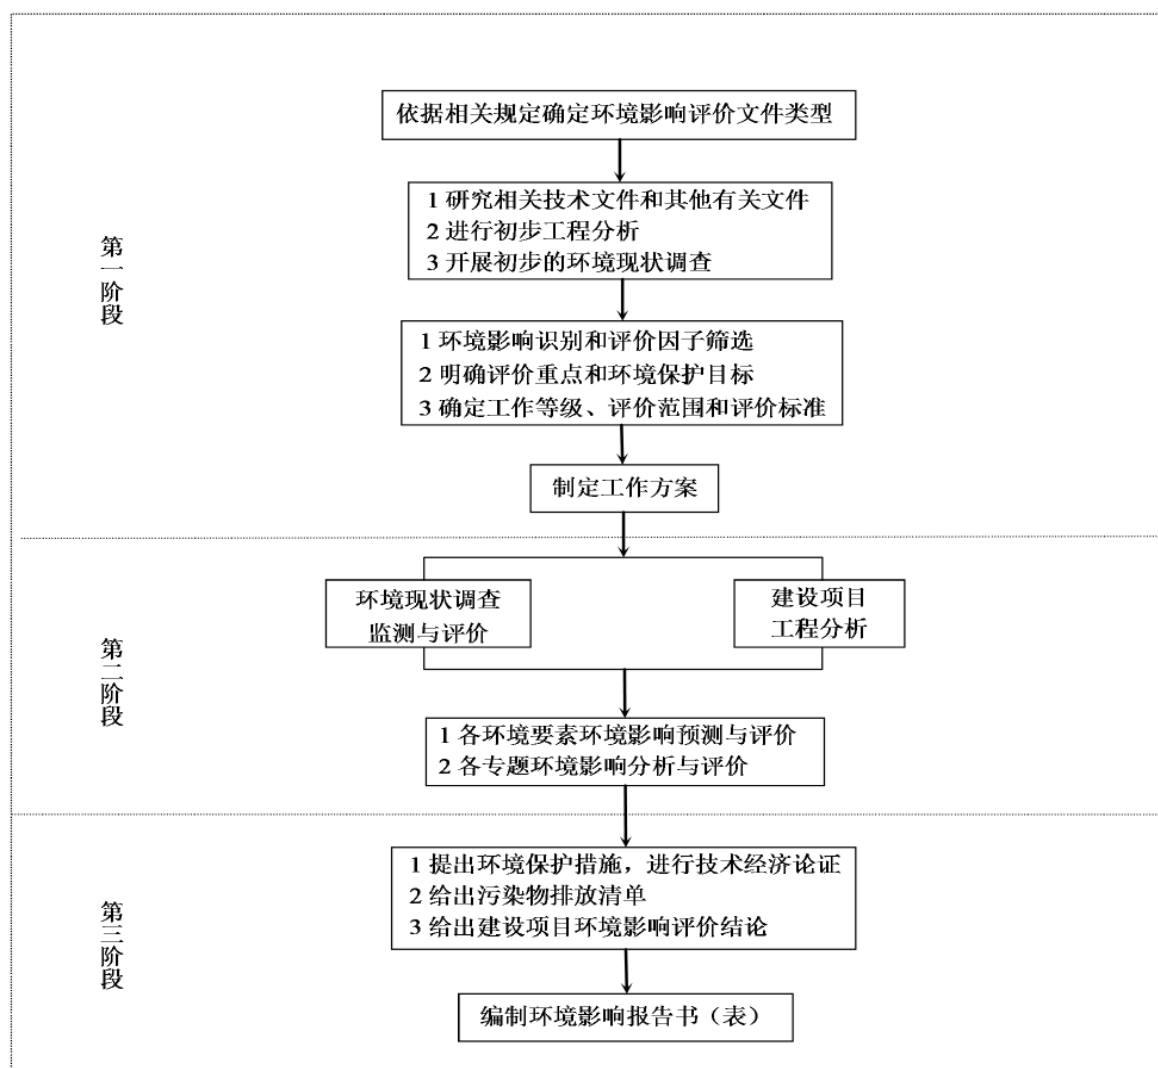 依据相关规定确定环境影响评价文件类型
第一阶段
1 研究相关技术文件和其他有关文件
2 进行初步工程分析
3 开展初步的环境现状调查
1 环境影响识别和评价因子筛选
2 明确评价重点和环境保护目标
3 确定工作等级、评价范围和评价标准
制定工作方案
第二阶段
环境现状调查
监测与评价
建设项目
工程分析
1 各环境要素环境影响预测与评价
2 各专题环境影响分析与评价
第三阶段
1 提出环境保护措施，进行技术经济论证
2 给出污染物排放清单
3 给出建设项目环境影响评价结论
编制环境影响报告书（表）